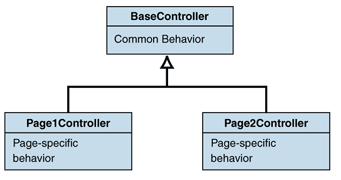 BaseController
Common Behavior
Page1Controller
Page-specific
behavior
Page2Controller
Page-specific
behavior